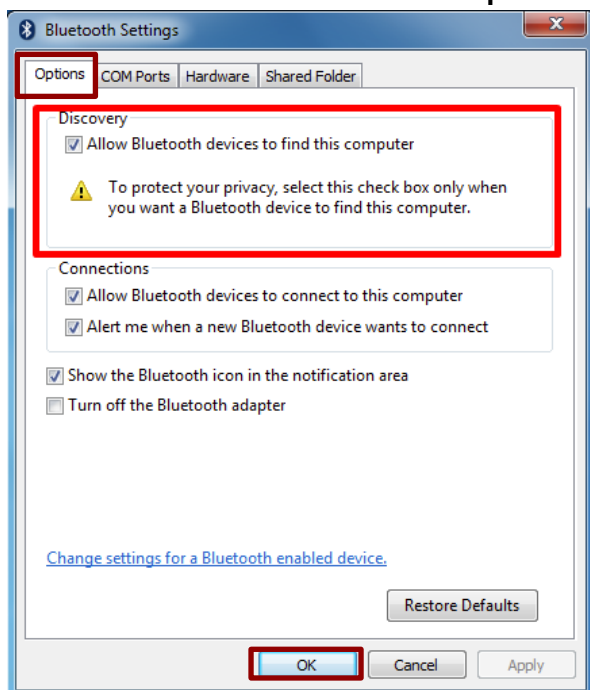 Bluetooth Settings
Options COM Ports Hardware Shared Folder
Discovery
Allow Bluetooth devices to find this computer
To protect your privacy, select this check box only when
you want a Bluetooth device to find this computer.
Connections
Allow Bluetooth devices to connect to this computer
Alert me when a new Bluetooth device wants to connect
Show the Bluetooth icon in the notification area
Turn off the Bluetooth adapter
Change settings for a Bluetooth enabled device.
Restore Defaults
OK Cancel Apply